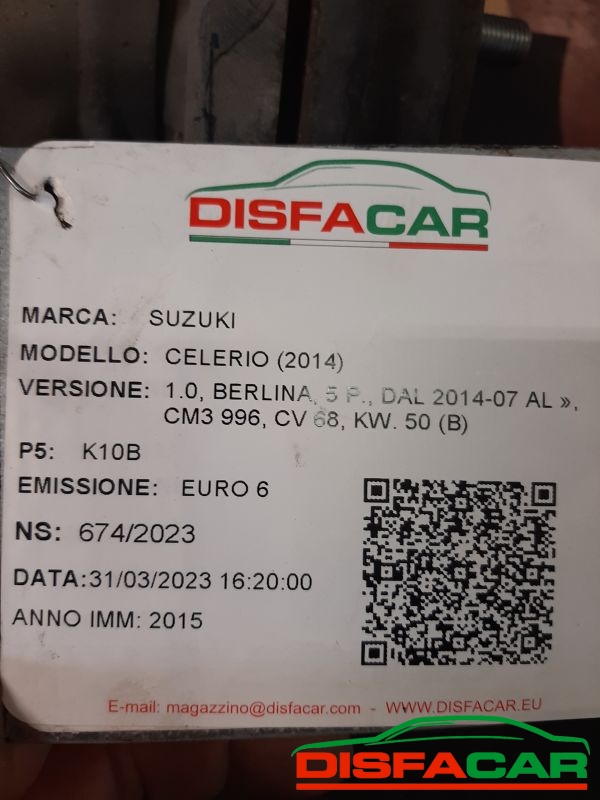 DISFACAR
MARCA: SUZUKI
MODELLO: CELERIO (2014)
VERSIONE: 1.0, BERLINA, 5 P., DAL 2014-07 AL »,
CM3 996, CV 68, KW. 50 (B)
P5: K10B
EMISSIONE: EURO 6
NS: 674/2023
DATA:31/03/2023 16:20:00
ANNO IMM: 2015
E-mail: magazzino@disfacar.com - WWW.DISFACAR.EU
DISFACAR